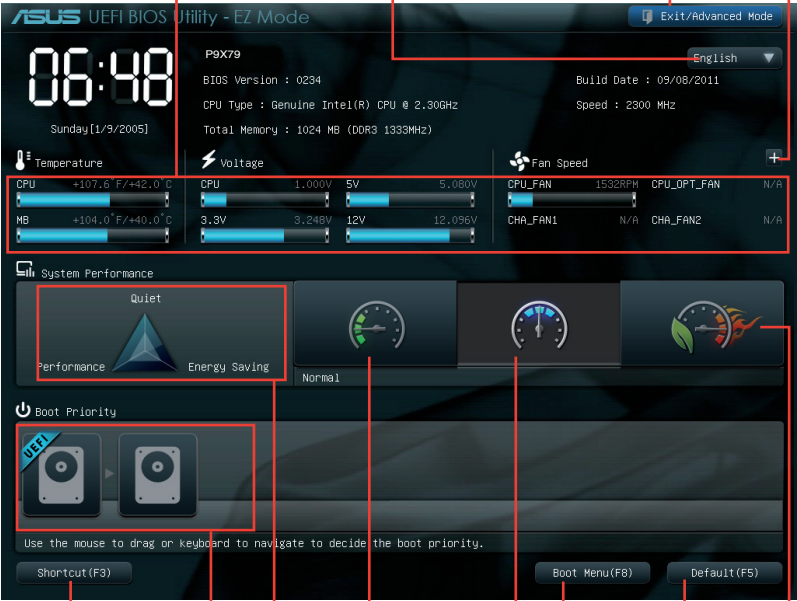 ASUS UEFI BIOS Utility - EZ Mode
Exit/Advanced Mode
06:48
Sunday[1/9/2005]
P9X79
English
BIOS Version : 0234
Build Date : 09/08/2011
CPU Type : Genuine Intel(R) CPU @ 2.30GHz
Speed : 2300 MHz
Total Memory : 1024 MB (DDR3 1333MHz)
Temperature
Voltage
Fan Speed
CPU +107.6°F/+42.0°C
CPU 1.000V 5V 5.080V
CPU_FAN 1532RPM CPU_OPT_FAN N/A
MB +104.0°F/+40.0°C
3.3V 3.248V 12V 12.096V
CHA_FAN1 N/A CHA_FAN2 N/A
System Performance
Quiet
Performance
Energy Saving
Normal
Boot Priority
UEFI
Use the mouse to drag or keyboard to navigate to decide the boot priority.
Shortcut(F3)
Boot Menu(F8)
Default(F5)